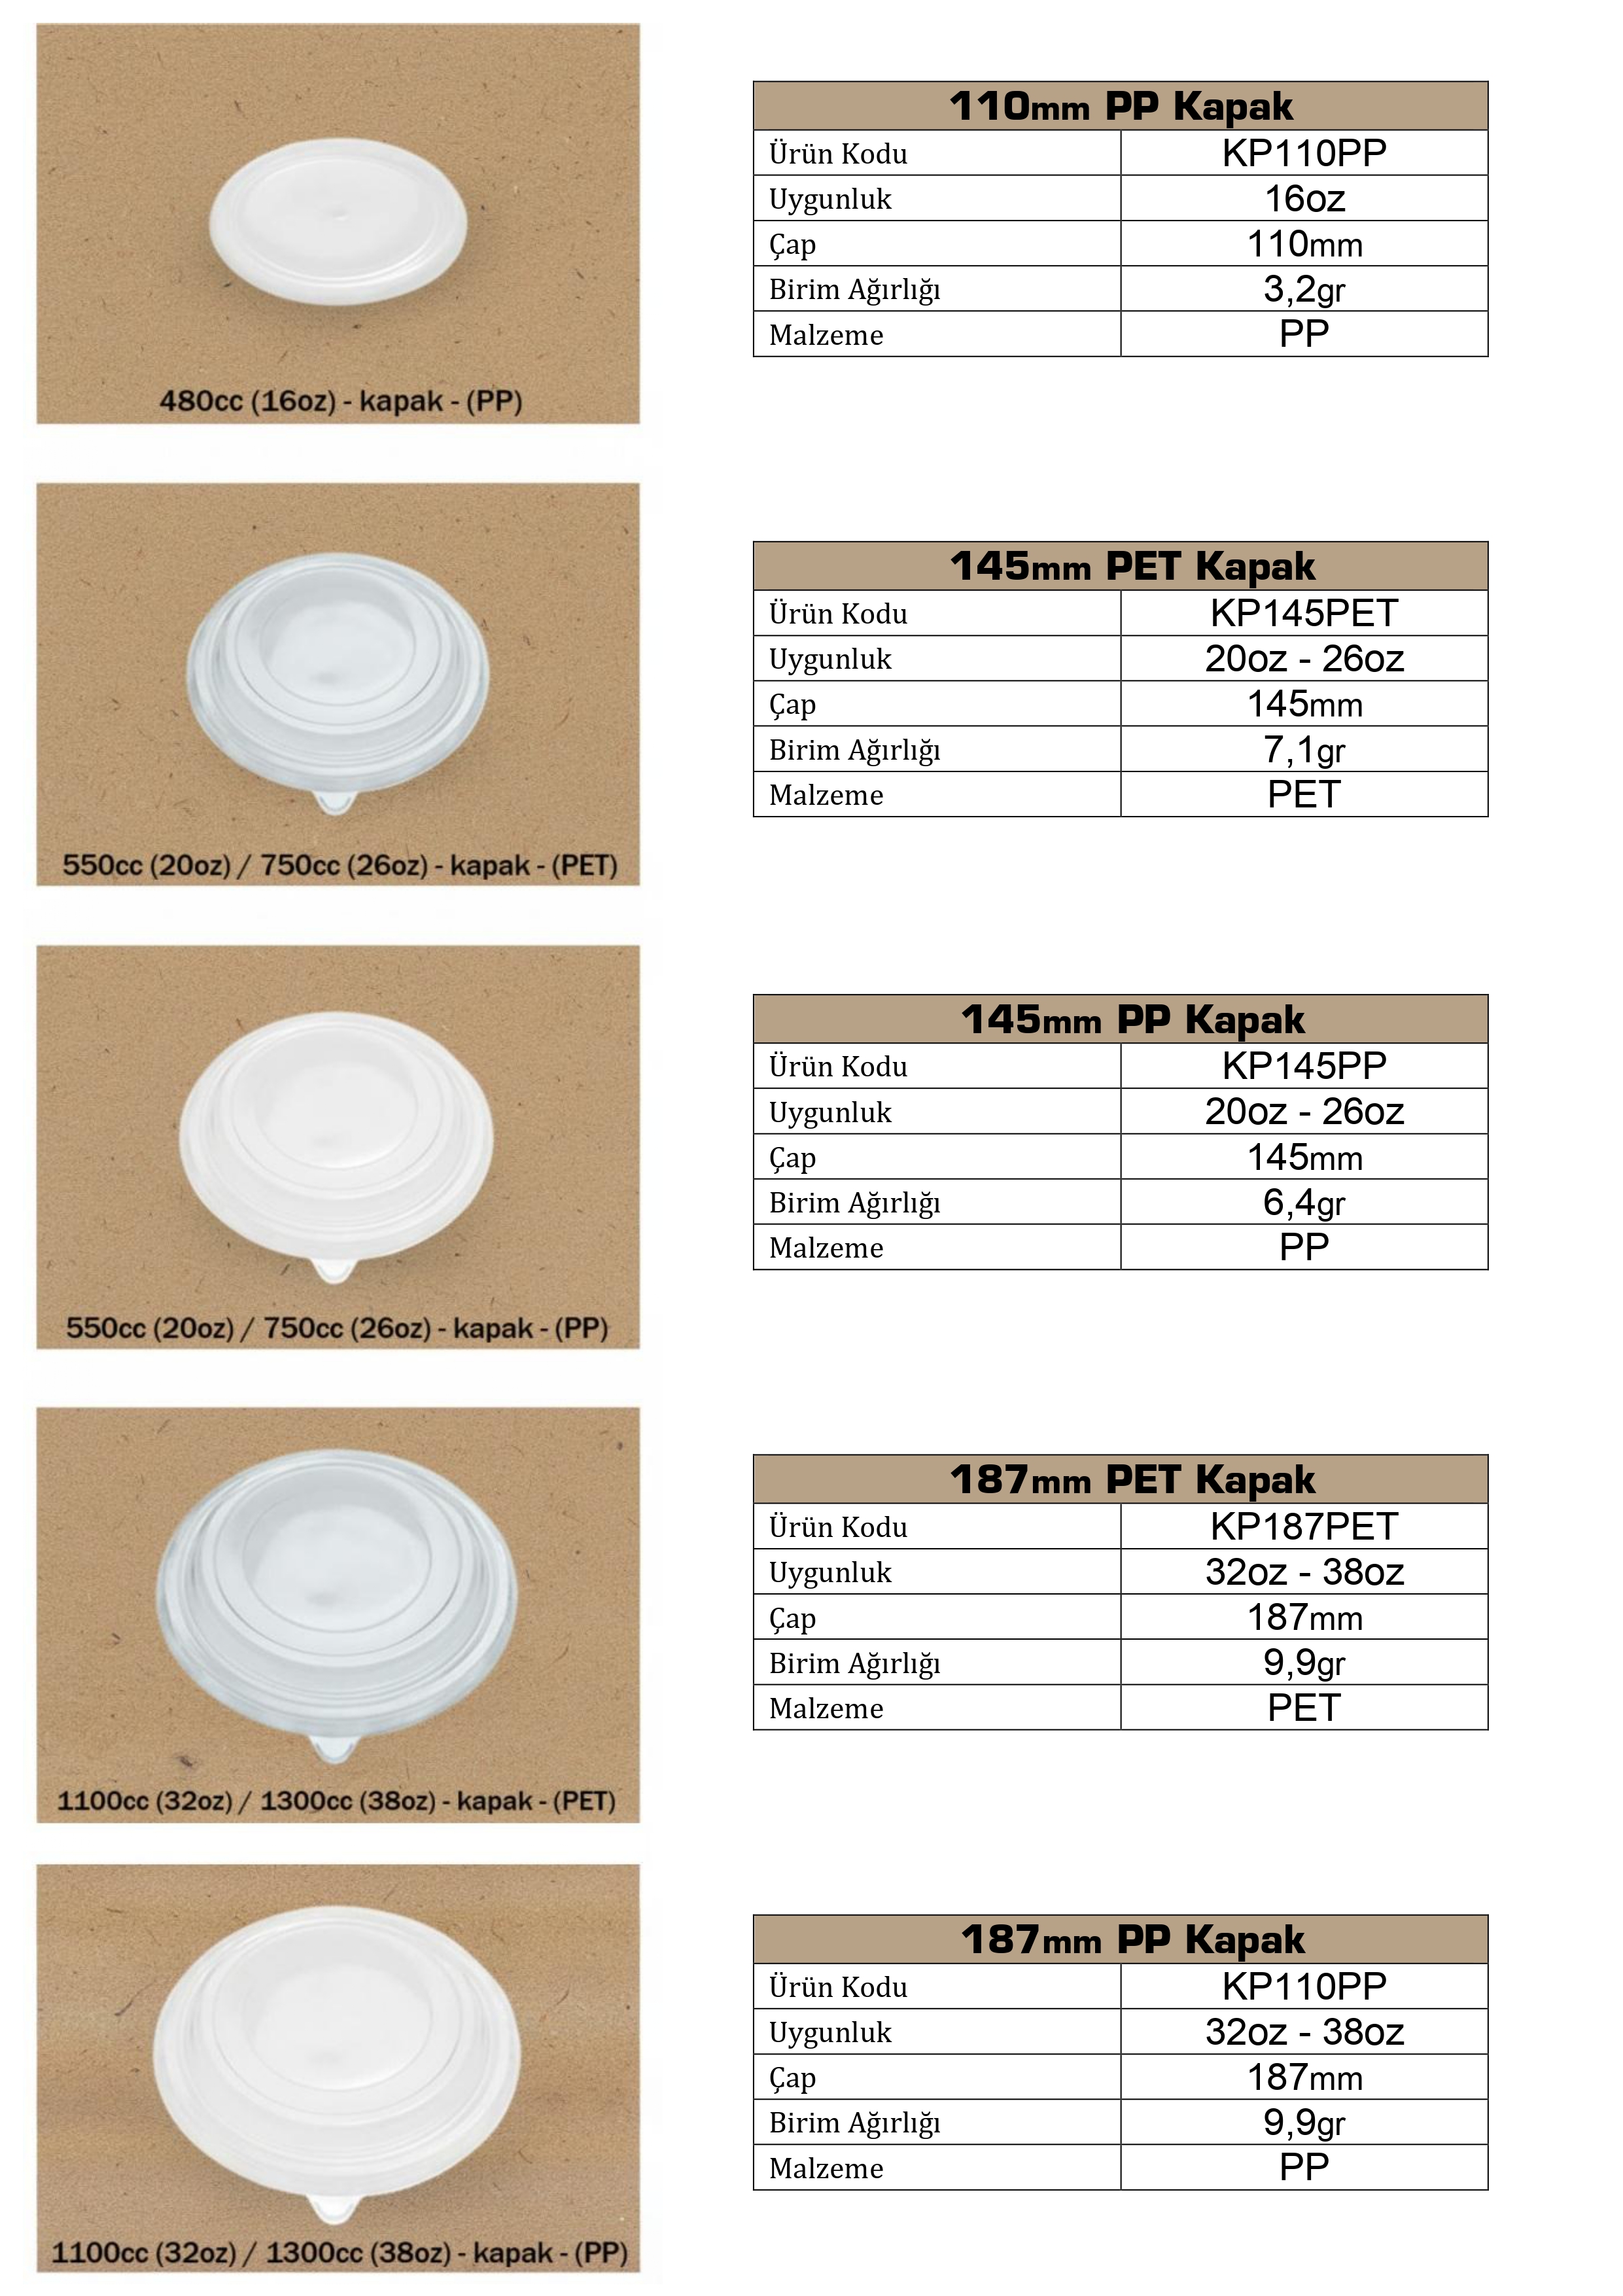 480cc (16oz) - kapak - (PP)
110mm PP Kapak
Ürün Kodu KP110PP
Uygunluk 16oz
Çap 110mm
Birim Ağırlığı 3,2gr
Malzeme PP
550cc (20oz) / 750cc (26oz) - kapak - (PET)
145mm PET Kapak
Ürün Kodu KP145PET
Uygunluk 20oz - 26oz
Çap 145mm
Birim Ağırlığı 7,1gr
Malzeme PET
550cc (20oz) / 750cc (26oz) - kapak - (PP)
145mm PP Kapak
Ürün Kodu KP145PP
Uygunluk 20oz - 26oz
Çap 145mm
Birim Ağırlığı 6,4gr
Malzeme PP
1100cc (32oz) / 1300cc (38oz) - kapak - (PET)
187mm PET Kapak
Ürün Kodu KP187PET
Uygunluk 32oz - 38oz
Çap 187mm
Birim Ağırlığı 9,9gr
Malzeme PET
1100cc (32oz) / 1300cc (38oz) - kapak - (PP)
187mm PP Kapak
Ürün Kodu KP110PP
Uygunluk 32oz - 38oz
Çap 187mm
Birim Ağırlığı 9,9gr
Malzeme PP